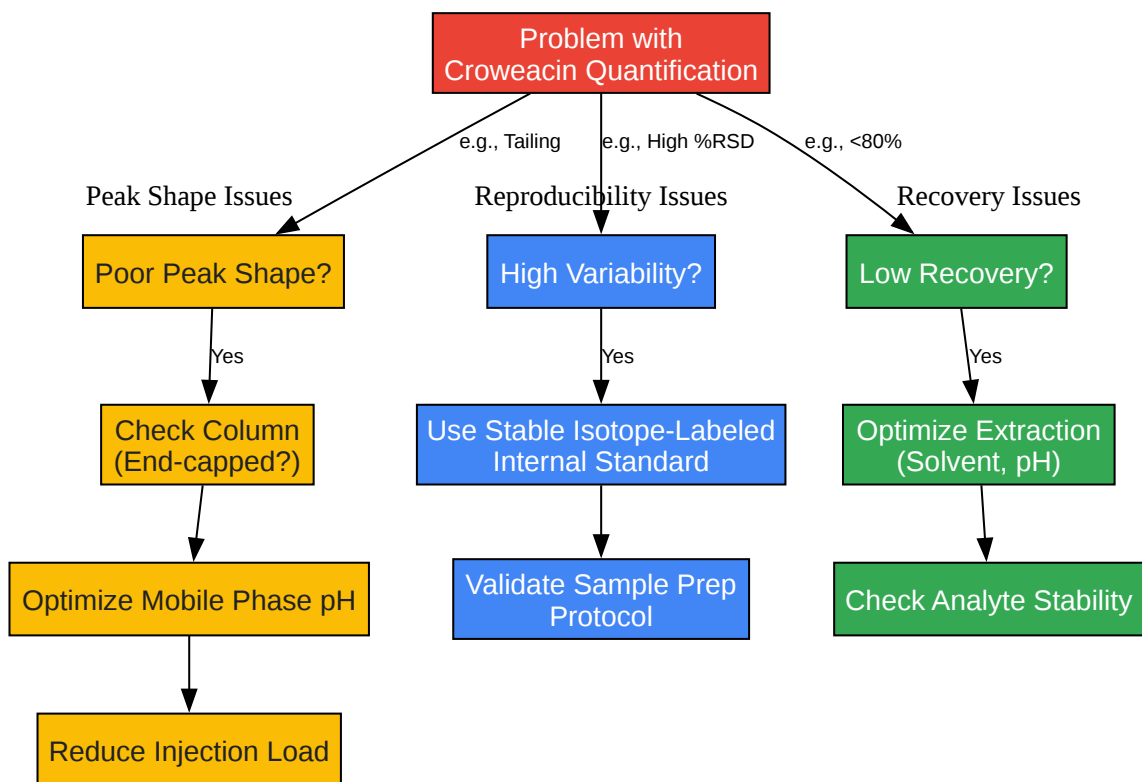 Problem with
Croweacin Quantification
e.g., Tailing
e.g., High %RSD
e.g., <80%
Peak Shape Issues
Reproducibility Issues
Recovery Issues
Poor Peak Shape?
High Variability?
Low Recovery?
Yes
Yes
Yes
Check Column
(End-capped?)
Use Stable Isotope-Labeled
Internal Standard
Optimize Extraction
(Solvent, pH)
Optimize Mobile Phase pH
Validate Sample Prep
Protocol
Check Analyte Stability
Reduce Injection Load